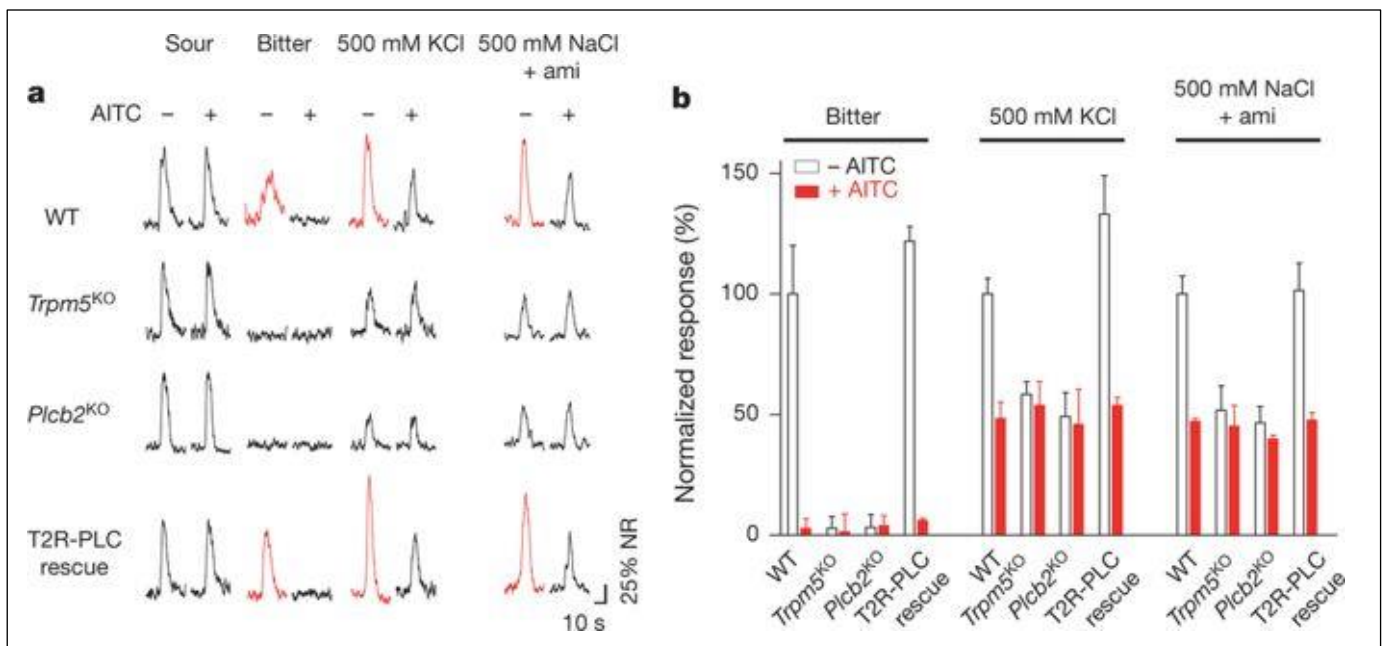 a
Sour Bitter 500 mM KCl 500 mM NaCl
+ ami
AITC – + – + – + – +
WT
Trpm5KO
Plcb2KO
T2R-PLC
rescue
25% NR
10 s
b
Bitter 500 mM KCl 500 mM NaCl
+ ami
– AITC
+ AITC
Normalized response (%)
150
100
50
0
WT Trpm5KO Plcb2KO T2R-PLC rescue
WT Trpm5KO Plcb2KO T2R-PLC rescue
WT Trpm5KO Plcb2KO T2R-PLC rescue